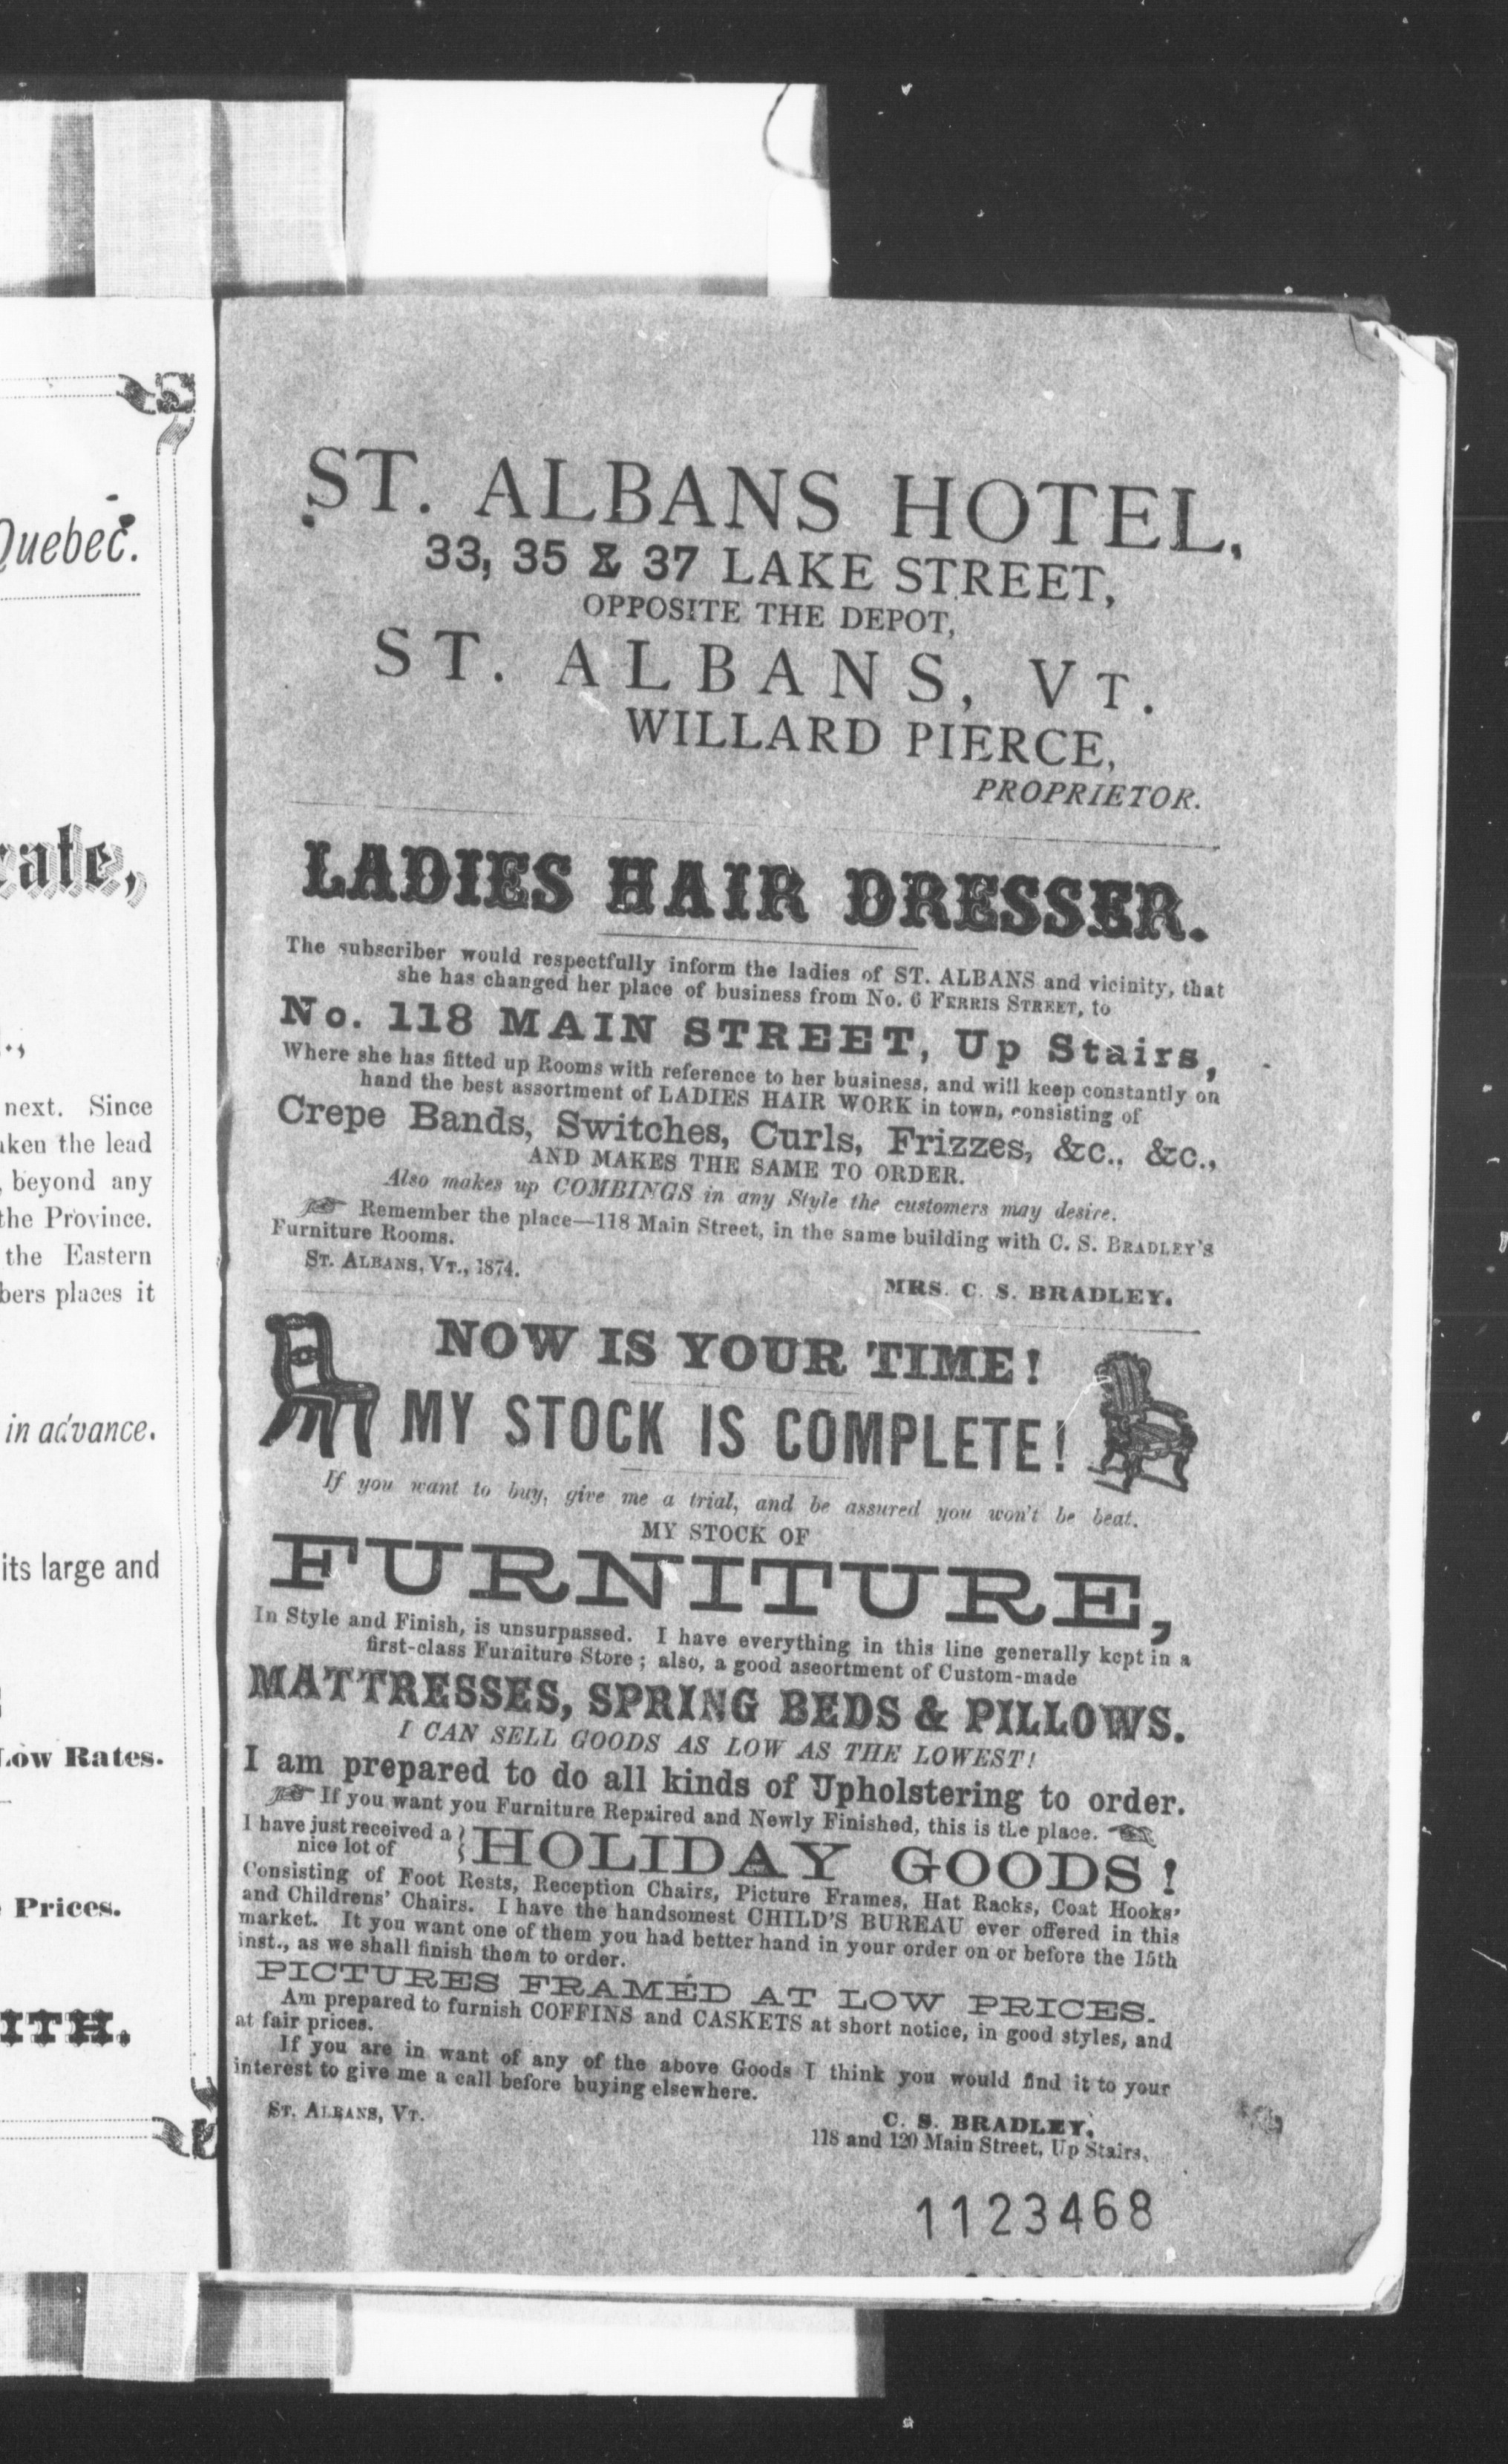 Quebec.
rate,
next. Since
aken the lead
, beyond any
the Province.
the Eastern
bers places it
in advance.
its large and
Low Rates.
Prices.
ITH.
ST. ALBANS HOTEL,
33, 35 & 37 LAKE STREET,
OPPOSITE THE DEPOT,
ST. ALBANS, VT.
WILLARD PIERCE,
PROPRIETOR.
LADIES HAIR DRESSER.
The subscriber would respectfully inform the ladies of ST. ALBANS and vicinity, that
she has changed her place of business from No. 6 FERRIS STREET, to
No. 118 MAIN STREET, Up Stairs,
Where she has fitted up Rooms with reference to her business, and will keep constantly on
hand the best assortment of LADIES HAIR WORK in town, consisting of
Crepe Bands, Switches, Curls, Frizzes, &c., &c.,
AND MAKES THE SAME TO ORDER.
Also makes up COMBINGS in any Style the customers may desire.
☞ Remember the place—118 Main Street, in the same building with C. S. BRADLEY'S
Furniture Rooms.
ST. ALBANS, VT., 1874.
MRS. C. S. BRADLEY.
NOW IS YOUR TIME!
MY STOCK IS COMPLETE!
If you want to buy, give me a trial, and be assured you won't be beat.
MY STOCK OF
FURNITURE,
In Style and Finish, is unsurpassed. I have everything in this line generally kept in a
first-class Furniture Store; also, a good aseortment of Custom-made
MATTRESSES, SPRING BEDS & PILLOWS.
I CAN SELL GOODS AS LOW AS THE LOWEST!
I am prepared to do all kinds of Upholstering to order.
☞ If you want you Furniture Repaired and Newly Finished, this is the place. ☜
I have just received a
nice lot of } HOLIDAY GOODS!
Consisting of Foot Rests, Reception Chairs, Picture Frames, Hat Racks, Coat Hooks,
and Childrens' Chairs. I have the handsomest CHILD'S BUREAU ever offered in this
market. It you want one of them you had better hand in your order on or before the 15th
inst., as we shall finish them to order.
PICTURES FRAMED AT LOW PRICES.
Am prepared to furnish COFFINS and CASKETS at short notice, in good styles, and
at fair prices.
If you are in want of any of the above Goods I think you would find it to your
interest to give me a call before buying elsewhere.
ST. ALBANS, VT.
C. S. BRADLEY,
118 and 120 Main Street, Up Stairs.
1123468